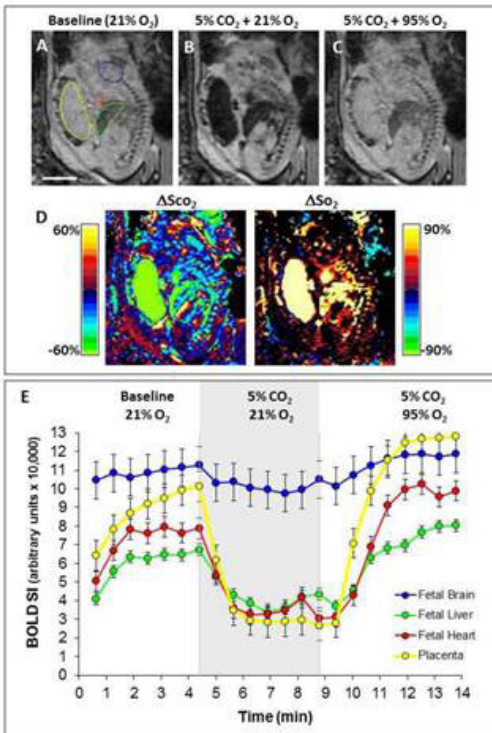 Baseline (21% O₂)
5% CO₂ + 21% O₂
5% CO₂ + 95% O₂
A
B
C
D
ΔSco₂
ΔSo₂
60%
-60%
90%
-90%
E
Baseline
21% O₂
5% CO₂
21% O₂
5% CO₂
95% O₂
BOLD SI (arbitrary units x 10,000)
13
12
11
10
9
8
7
6
5
4
3
2
1
0
Fetal Brain
Fetal Liver
Fetal Heart
Placenta
0 1 2 3 4 5 6 7 8 9 10 11 12 13 14
Time (min)